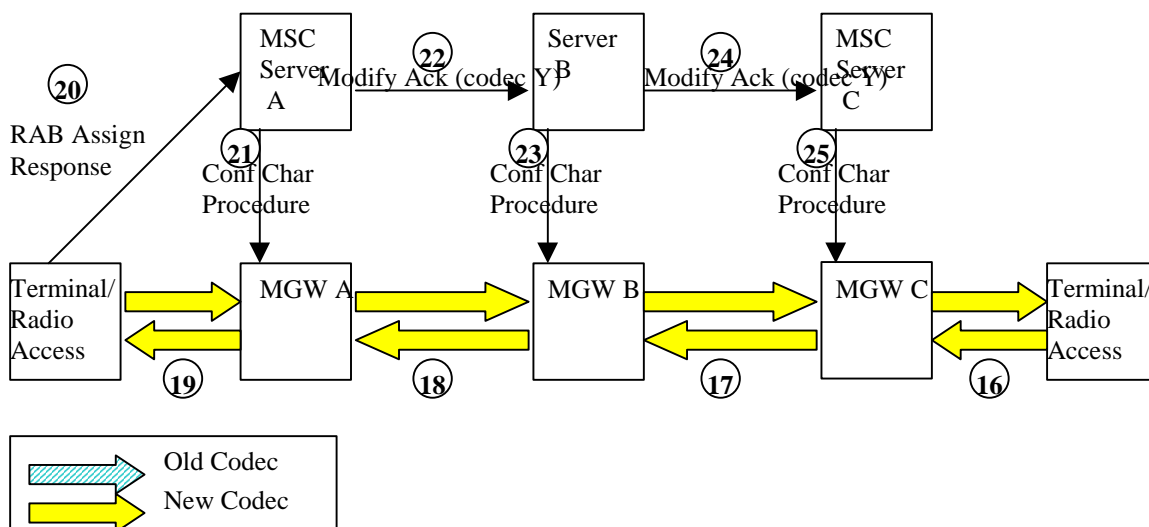 MSC
Server
A
22
Server
B
24
MSC
Server
C
20
Modify Ack (codec Y)
Modify Ack (codec Y)
RAB Assign
Response
21
23
25
Conf Char
Procedure
Conf Char
Procedure
Conf Char
Procedure
Terminal/
Radio
Access
MGW A
MGW B
MGW C
Terminal/
Radio
Access
19
18
17
16
Old Codec
New Codec